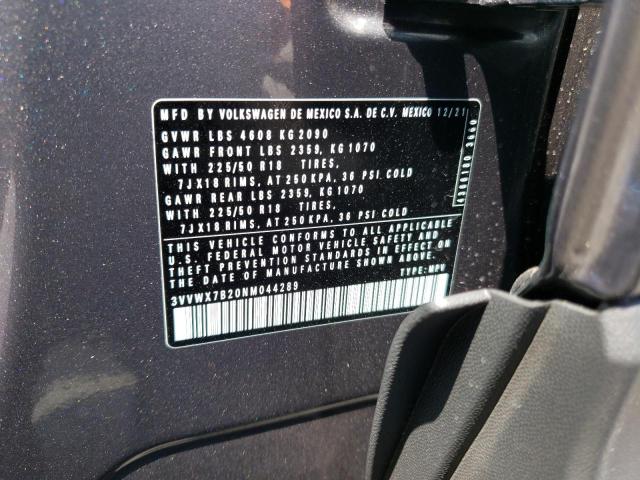 MFD BY VOLKSWAGEN DE MEXICO S.A. DE C.V. MEXICO 12/21
GVWR LBS 4608 KG 2090
GAWR FRONT LBS 2359, KG 1070
WITH 225/50 R18 TIRES,
7JX18 RIMS, AT 250 KPA, 36 PSI COLD
GAWR REAR LBS 2359, KG 1070
WITH 225/50 R18 TIRES,
7JX18 RIMS, AT 250 KPA, 36 PSI COLD
THIS VEHICLE CONFORMS TO ALL APPLICABLE
U.S. FEDERAL MOTOR VEHICLE SAFETY AND
THEFT PREVENTION STANDARDS IN EFFECT ON
THE DATE OF MANUFACTURE SHOWN ABOVE.
3VVWX7B20NM044289 TYPE: MPV